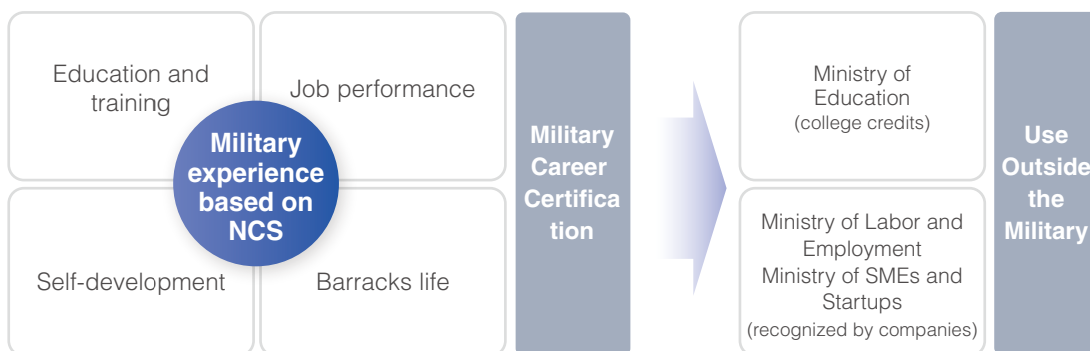 Education and
training
Job performance
Military
experience
based on
NCS
Self-development
Barracks life
Military
Career
Certifica
tion
Ministry of
Education
(college credits)
Ministry of Labor and
Employment
Ministry of SMEs and
Startups
(recognized by companies)
Use
Outside
the
Military